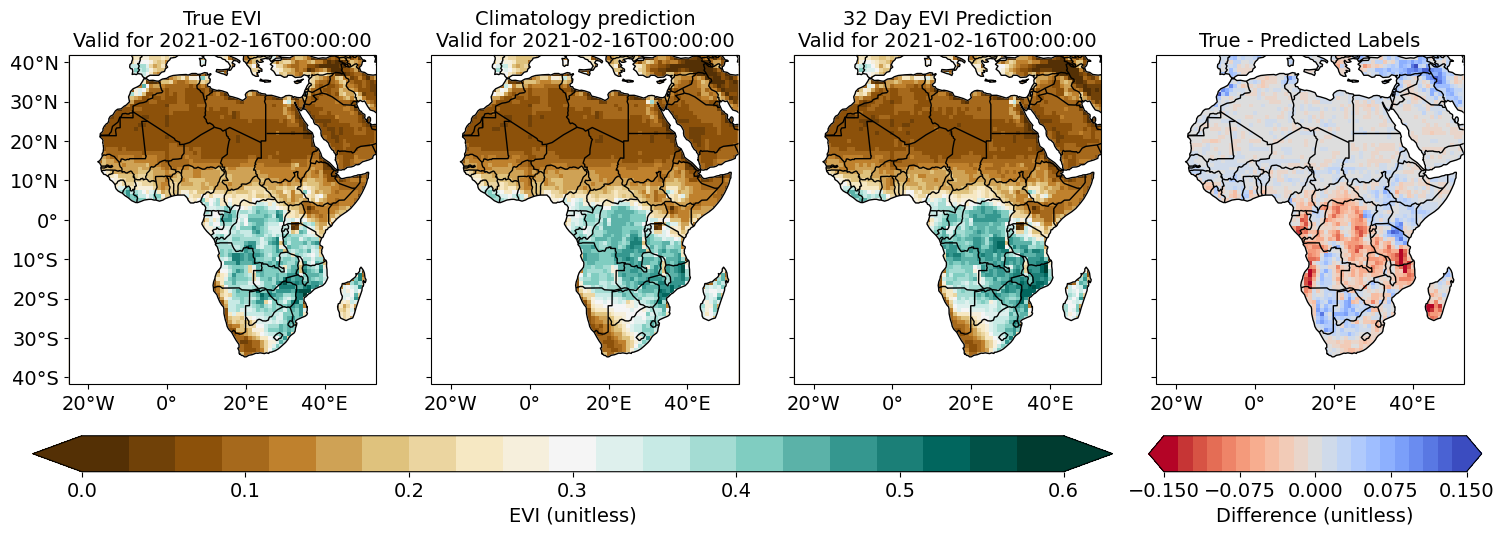 True EVI
Valid for 2021-02-16T00:00:00
Climatology prediction
Valid for 2021-02-16T00:00:00
32 Day EVI Prediction
Valid for 2021-02-16T00:00:00
True - Predicted Labels
40°N
30°N
20°N
10°N
0°
10°S
20°S
30°S
40°S
20°W 0° 20°E 40°E
20°W 0° 20°E 40°E
20°W 0° 20°E 40°E
20°W 0° 20°E 40°E
0.0 0.1 0.2 0.3 0.4 0.5 0.6
EVI (unitless)
−0.150 −0.075 0.000 0.075 0.150
Difference (unitless)